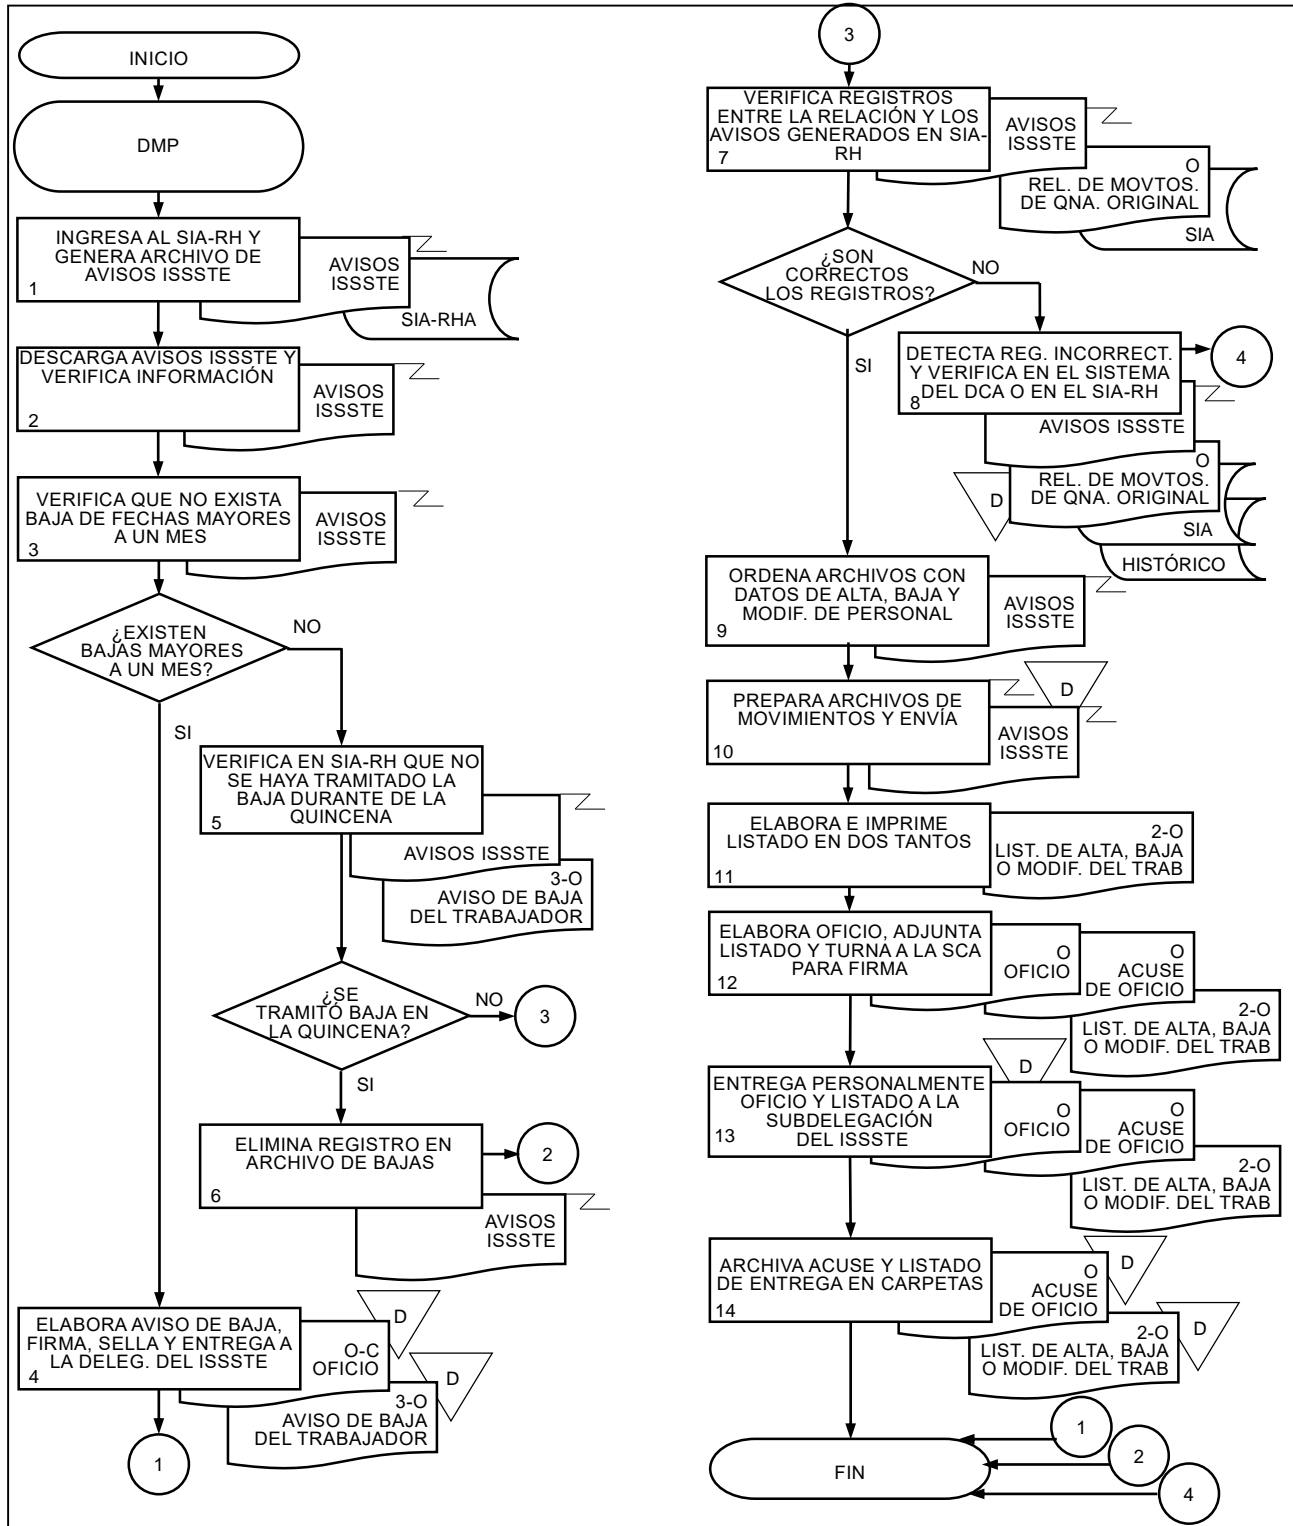 INICIO
DMP
INGRESA AL SIA-RH Y
GENERA ARCHIVO DE
AVISOS ISSSTE
1
AVISOS
ISSSTE
SIA-RHA
DESCARGA AVISOS ISSSTE Y
VERIFICA INFORMACIÓN
2
AVISOS
ISSSTE
VERIFICA QUE NO EXISTA
BAJA DE FECHAS MAYORES
A UN MES
3
AVISOS
ISSSTE
¿EXISTEN
BAJAS MAYORES
A UN MES?
NO
SI
VERIFICA EN SIA-RH QUE NO
SE HAYA TRAMITADO LA
BAJA DURANTE DE LA
QUINCENA
5
AVISOS ISSSTE
3-O
AVISO DE BAJA
DEL TRABAJADOR
¿SE
TRAMITÓ BAJA EN
LA QUINCENA?
NO
3
SI
ELIMINA REGISTRO EN
ARCHIVO DE BAJAS
6
2
AVISOS
ISSSTE
ELABORA AVISO DE BAJA,
FIRMA, SELLA Y ENTREGA A
LA DELEG. DEL ISSSTE
4
D
O-C
OFICIO
D
3-O
AVISO DE BAJA
DEL TRABAJADOR
1
3
VERIFICA REGISTROS
ENTRE LA RELACIÓN Y LOS
AVISOS GENERADOS EN SIA-
RH
7
AVISOS
ISSSTE
O
REL. DE MOVTOS.
DE QNA. ORIGINAL
SIA
¿SON
CORRECTOS
LOS REGISTROS?
NO
SI
DETECTA REG. INCORRECT.
Y VERIFICA EN EL SISTEMA
DEL DCA O EN EL SIA-RH
8
4
AVISOS ISSSTE
O
REL. DE MOVTOS.
DE QNA. ORIGINAL
D
SIA
HISTÓRICO
ORDENA ARCHIVOS CON
DATOS DE ALTA, BAJA Y
MODIF. DE PERSONAL
9
AVISOS
ISSSTE
PREPARA ARCHIVOS DE
MOVIMIENTOS Y ENVÍA
10
D
AVISOS
ISSSTE
ELABORA E IMPRIME
LISTADO EN DOS TANTOS
11
2-O
LIST. DE ALTA, BAJA
O MODIF. DEL TRAB
ELABORA OFICIO, ADJUNTA
LISTADO Y TURNA A LA SCA
PARA FIRMA
12
O
OFICIO
O
ACUSE
DE OFICIO
2-O
LIST. DE ALTA, BAJA
O MODIF. DEL TRAB
ENTREGA PERSONALMENTE
OFICIO Y LISTADO A LA
SUBDELEGACIÓN
DEL ISSSTE
13
D
O
OFICIO
O
ACUSE
DE OFICIO
2-O
LIST. DE ALTA, BAJA
O MODIF. DEL TRAB
ARCHIVA ACUSE Y LISTADO
DE ENTREGA EN CARPETAS
14
D
O
ACUSE
DE OFICIO
D
2-O
LIST. DE ALTA, BAJA
O MODIF. DEL TRAB
1
FIN
2
4